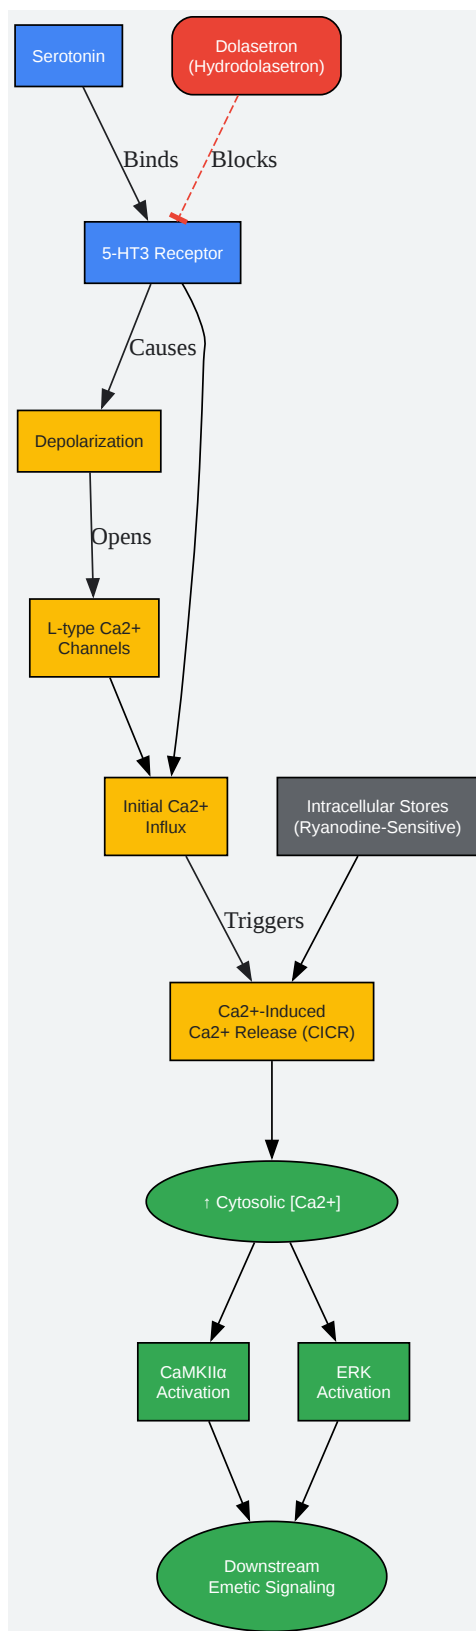 Serotonin
Dolasetron
(Hydrodolasetron)
Binds
Blocks
5-HT3 Receptor
Causes
Depolarization
Opens
L-type Ca2+
Channels
Initial Ca2+
Influx
Intracellular Stores
(Ryanodine-Sensitive)
Triggers
Ca2+-Induced
Ca2+ Release (CICR)
↑ Cytosolic [Ca2+]
CaMKIIα
Activation
ERK
Activation
Downstream
Emetic Signaling